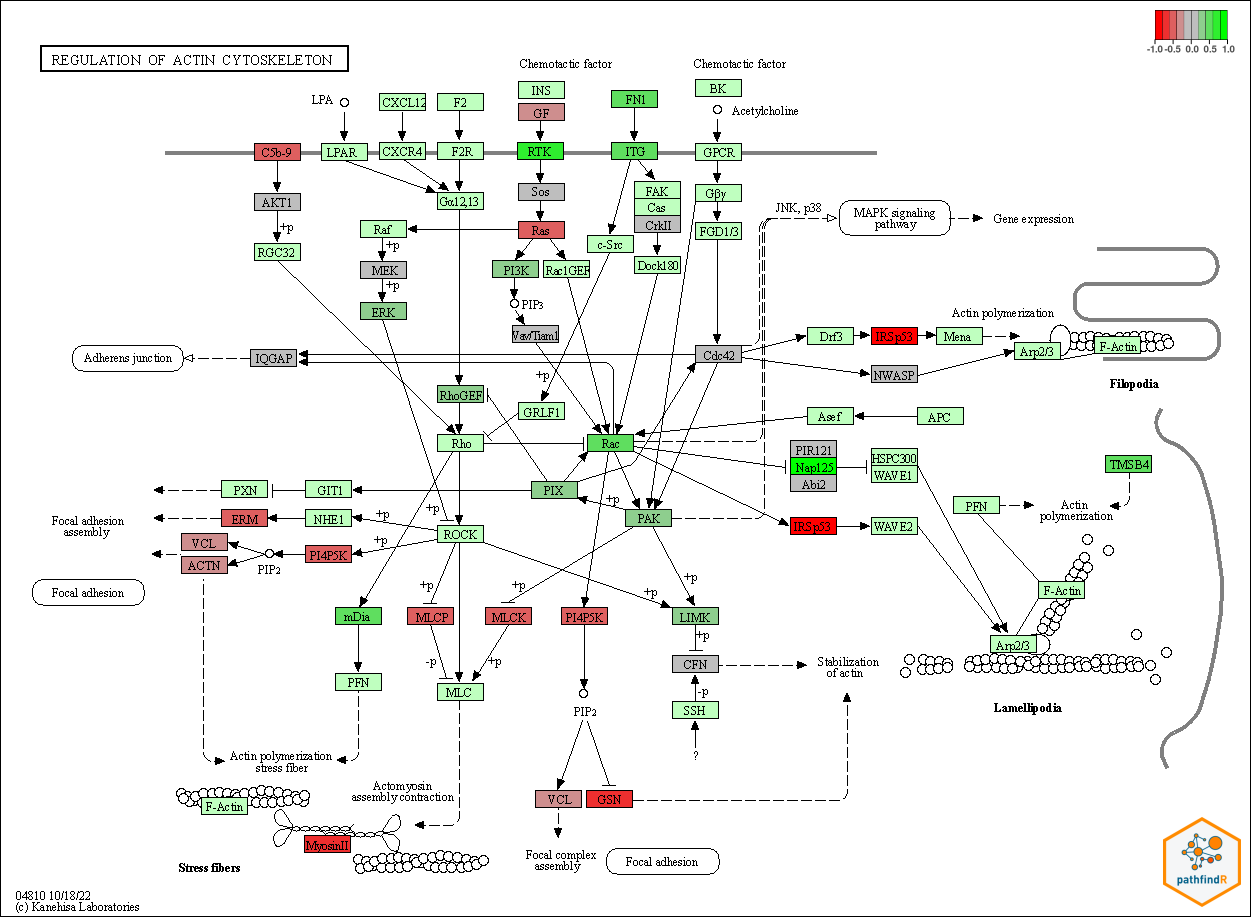 -1.0 -0.5 0.0 0.5 1.0
REGULATION OF ACTIN CYTOSKELETON
Chemotactic factor
Chemotactic factor
INS
BK
LPA
CXCL12
F2
GF
FN1
Acetylcholine
C5b-9
LPAR
CXCR4
F2R
RTK
ITG
GPCR
AKT1
Gα12,13
Sos
FAK
Cas
CrkII
Gβγ
JNK, p38
MAPK signaling
pathway
Gene expression
+p
RGC32
Raf
Ras
c-Src
FGD1/3
+p
MEK
PI3K
Rac1GEF
Dock180
+p
ERK
PIP3
Vav/Tiam1
Actin polymerization
Drf3
IRSp53
Mena
Arp2/3
F-Actin
Adherens junction
IQGAP
Cdc42
NWASP
Filopodia
+p
RhoGEF
GRLF1
Asef
APC
Rho
Rac
PIR121
Nap125
Abi2
HSPC300
WAVE1
TMSB4
PXN
GIT1
PIX
+p
PFN
Actin
polymerization
Focal adhesion
assembly
ERM
NHE1
+p
+p
PAK
IRSp53
WAVE2
VCL
ACTN
PIP2
PI4P5K
+p
ROCK
Focal adhesion
+p
+p
+p
+p
F-Actin
mDia
MLCP
MLCK
PI4P5K
LIMK
+p
Arp2/3
-p
+p
CFN
Stabilization
of actin
PFN
MLC
-p
SSH
PIP2
Lamellipodia
?
Actin polymerization
stress fiber
Actomyosin
assembly contraction
F-Actin
VCL
GSN
MyosinII
Stress fibers
Focal complex
assembly
Focal adhesion
pathfindR
04810 10/18/22
(c) Kanehisa Laboratories